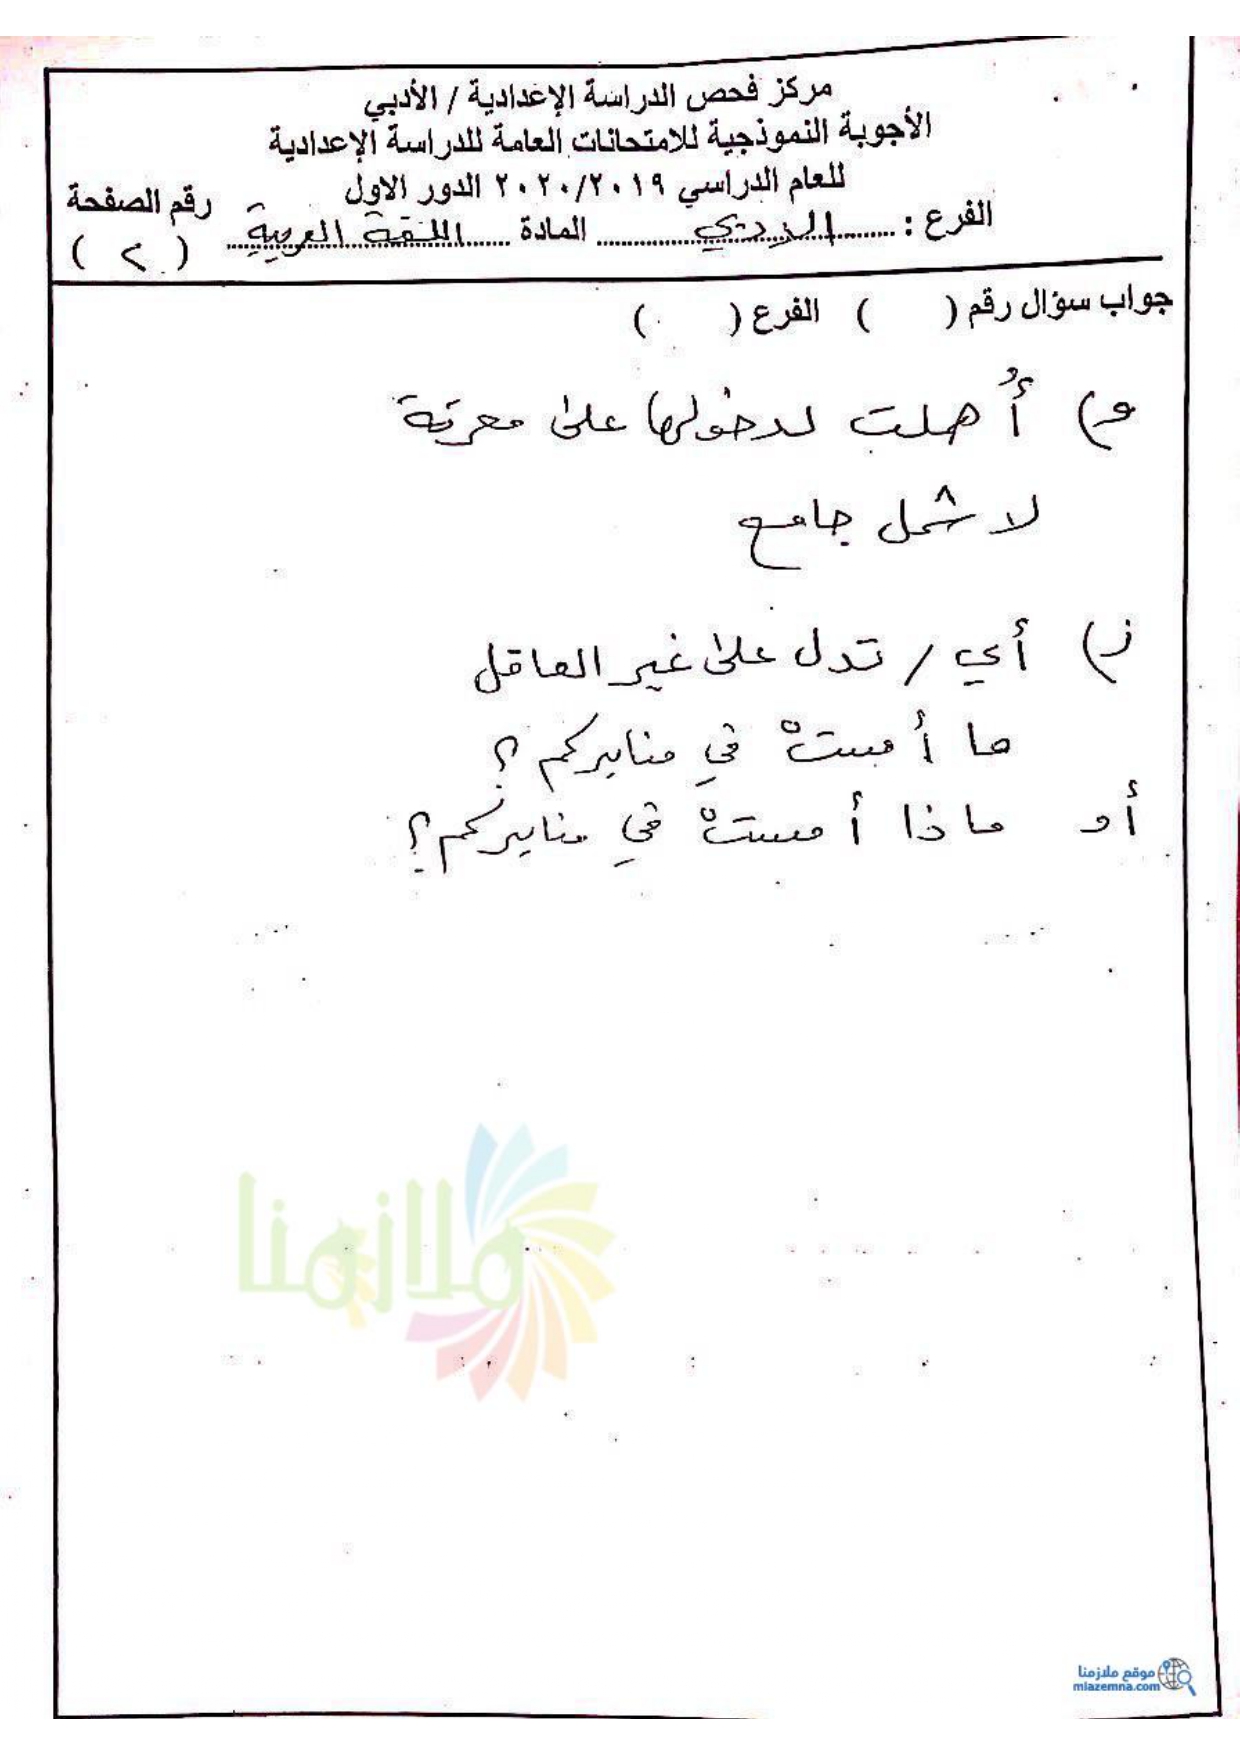 مركز فحص الدراسة الإعدادية / الأدبي
الأجوبة النموذجية للامتحانات العامة للدراسة الإعدادية
للعام الدراسي ٢٠١٩/٢٠٢٠ الدور الاول
الفرع : الادبي المادة اللغة العربية رقم الصفحة
( ٢ )
جواب سؤال رقم ( ) الفرع ( )
و) أُهملت لدخولها على معرفة
لا شمل جامع
ز) أي / تدل على غير العاقل
ما أمستْ في منابركم ؟
أو ماذا أمستْ في منابركم ؟
ملازمنا
موقع ملازمنا
mlazemna.com